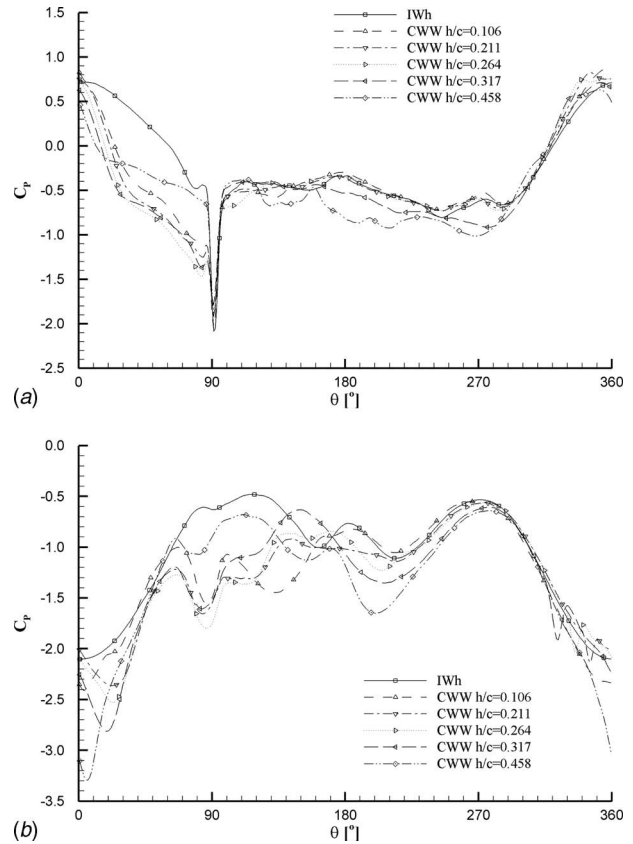 IWh
CWW h/c=0.106
CWW h/c=0.211
CWW h/c=0.264
CWW h/c=0.317
CWW h/c=0.458
1.5
1.0
0.5
0.0
-0.5
-1.0
-1.5
-2.0
-2.5
CP
0
90
180
270
360
θ [º]
(a)
0.0
-0.5
-1.0
-1.5
-2.0
-2.5
-3.0
-3.5
CP
IWh
CWW h/c=0.106
CWW h/c=0.211
CWW h/c=0.264
CWW h/c=0.317
CWW h/c=0.458
0
90
180
270
360
θ [º]
(b)